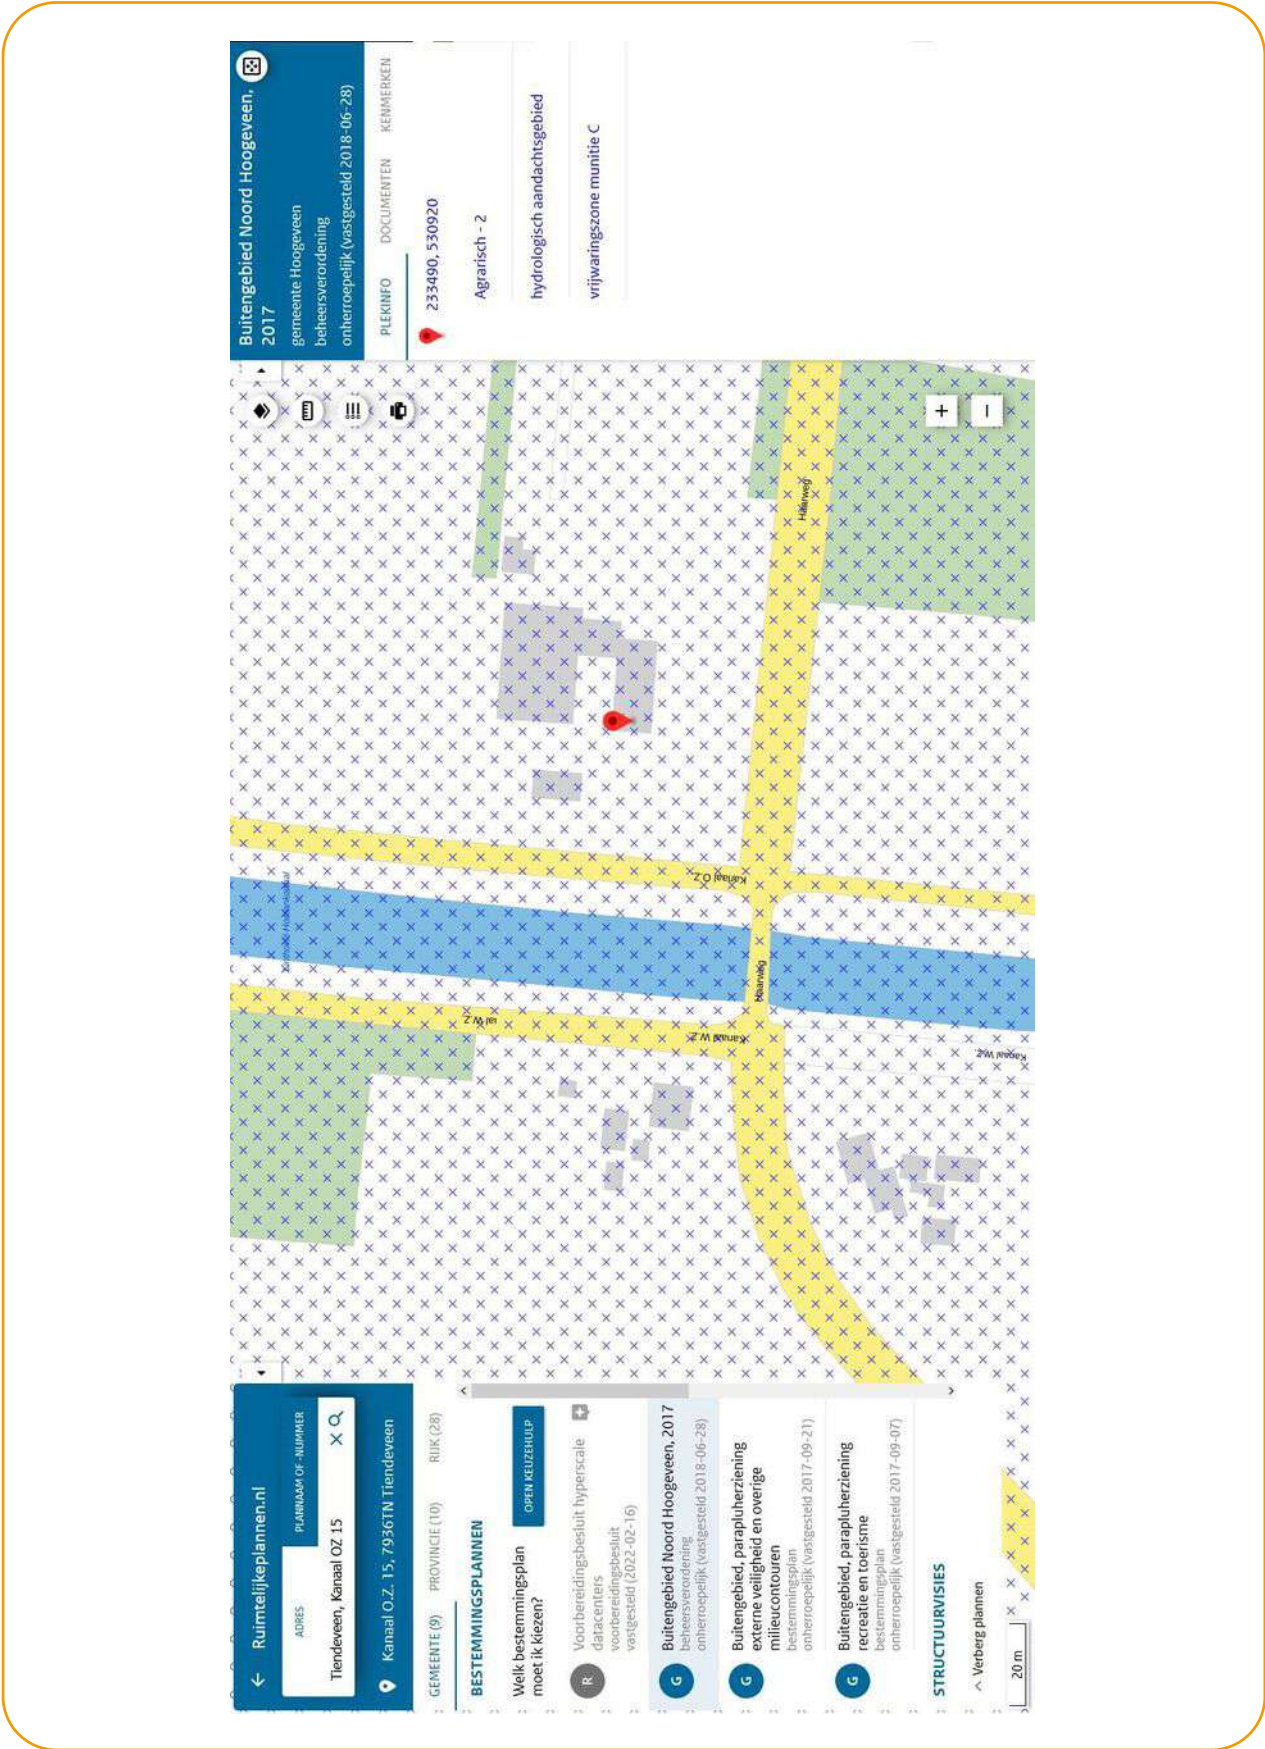 Ruimtelijkeplannen.nl
ADRES
PLANNAAM OF -NUMMER
Tiendeveen, Kanaal OZ 15
Kanaal O.Z. 15, 7936TN Tiendeveen
GEMEENTE (9)
PROVINCIE (10)
RIJK (28)
BESTEMMINGSPLANNEN
Welk bestemmingsplan
moet ik kiezen?
OPEN KEUZEHULP
R
Voorbereidingsbesluit hyperscale
datacenters
voorbereidingsbesluit
vastgesteld (2022-02-16)
G
Buitengebied Noord Hoogeveen, 2017
beheersverordening
onherroepelijk (vastgesteld 2018-06-28)
G
Buitengebied, parapluherziening
externe veiligheid en overige
milieucontouren
bestemmingsplan
onherroepelijk (vastgesteld 2017-09-21)
G
Buitengebied, parapluherziening
recreatie en toerisme
bestemmingsplan
onherroepelijk (vastgesteld 2017-09-07)
STRUCTUURVISIES
Verberg plannen
20 m
Kanaal W.Z.
Kanaal W.Z.
Haarweg
Kanaal O.Z.
Haarweg
+
−
Buitengebied Noord Hoogeveen,
2017
gemeente Hoogeveen
beheersverordening
onherroepelijk (vastgesteld 2018-06-28)
PLEKINFO
DOCUMENTEN
KENMERKEN
233490, 530920
Agrarisch - 2
hydrologisch aandachtsgebied
vrijwaringszone munitie C